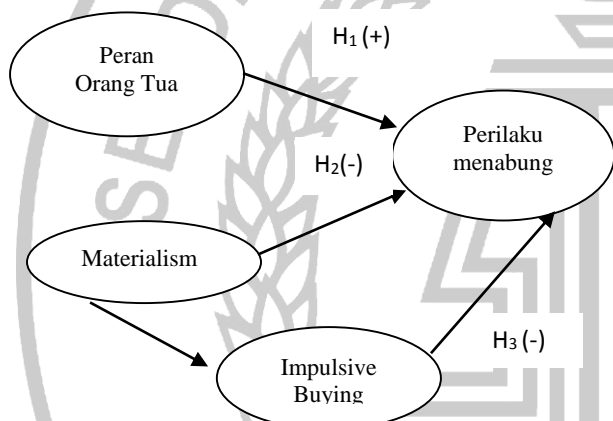 H1 (+)
Peran
Orang Tua
Perilaku
menabung
H2(-)
Materialism
H3 (-)
Impulsive
Buying